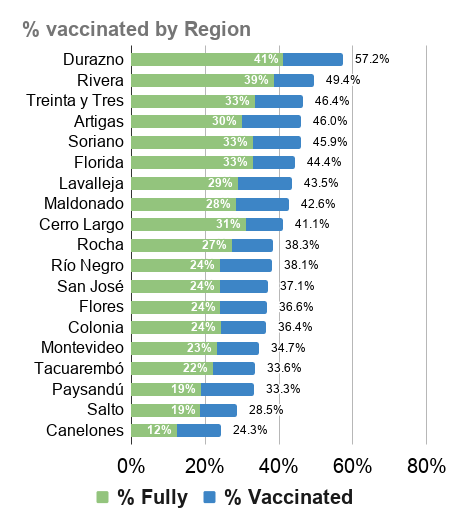 % vaccinated by Region
Durazno 41% 57.2%
Rivera 39% 49.4%
Treinta y Tres 33% 46.4%
Artigas 30% 46.0%
Soriano 33% 45.9%
Florida 33% 44.4%
Lavalleja 29% 43.5%
Maldonado 28% 42.6%
Cerro Largo 31% 41.1%
Rocha 27% 38.3%
Río Negro 24% 38.1%
San José 24% 37.1%
Flores 24% 36.6%
Colonia 24% 36.4%
Montevideo 23% 34.7%
Tacuarembó 22% 33.6%
Paysandú 19% 33.3%
Salto 19% 28.5%
Canelones 12% 24.3%
0% 20% 40% 60% 80%
% Fully % Vaccinated